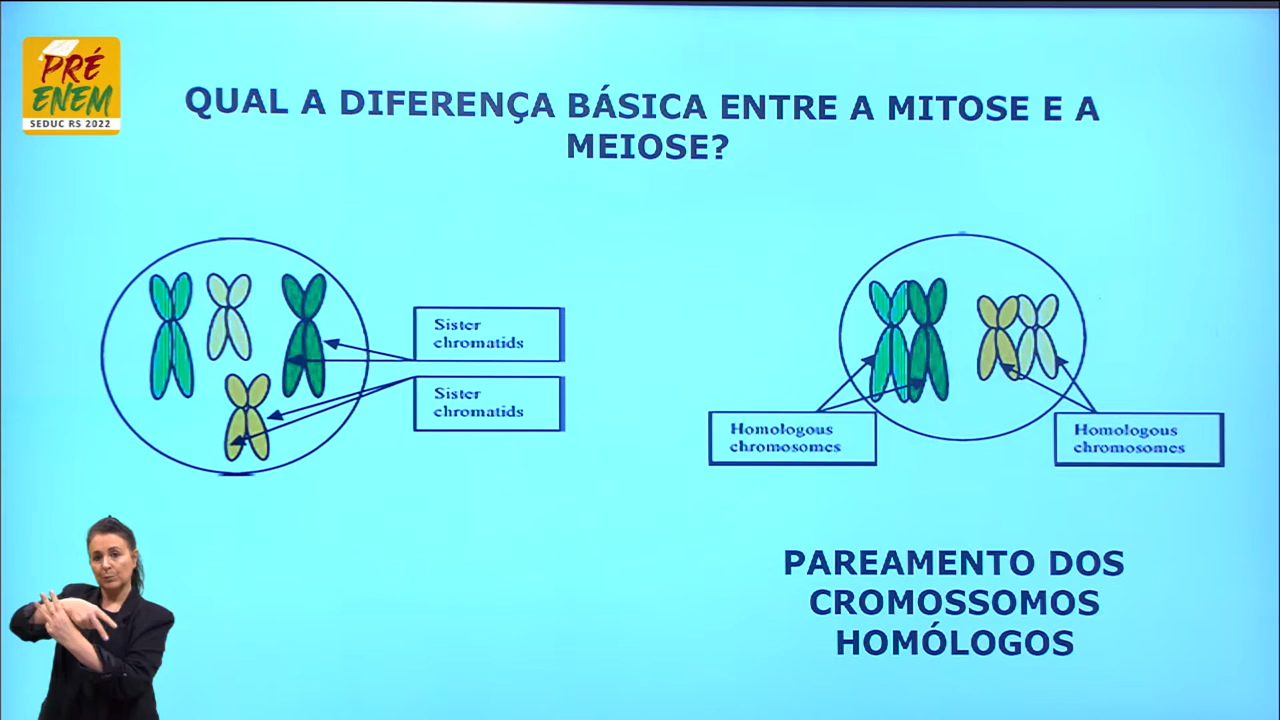 PRÉ
ENEM
SEDUC RS 2022
QUAL A DIFERENÇA BÁSICA ENTRE A MITOSE E A
MEIOSE?
Sister
chromatids
Sister
chromatids
Homologous
chromosomes
Homologous
chromosomes
PAREAMENTO DOS
CROMOSSOMOS
HOMÓLOGOS